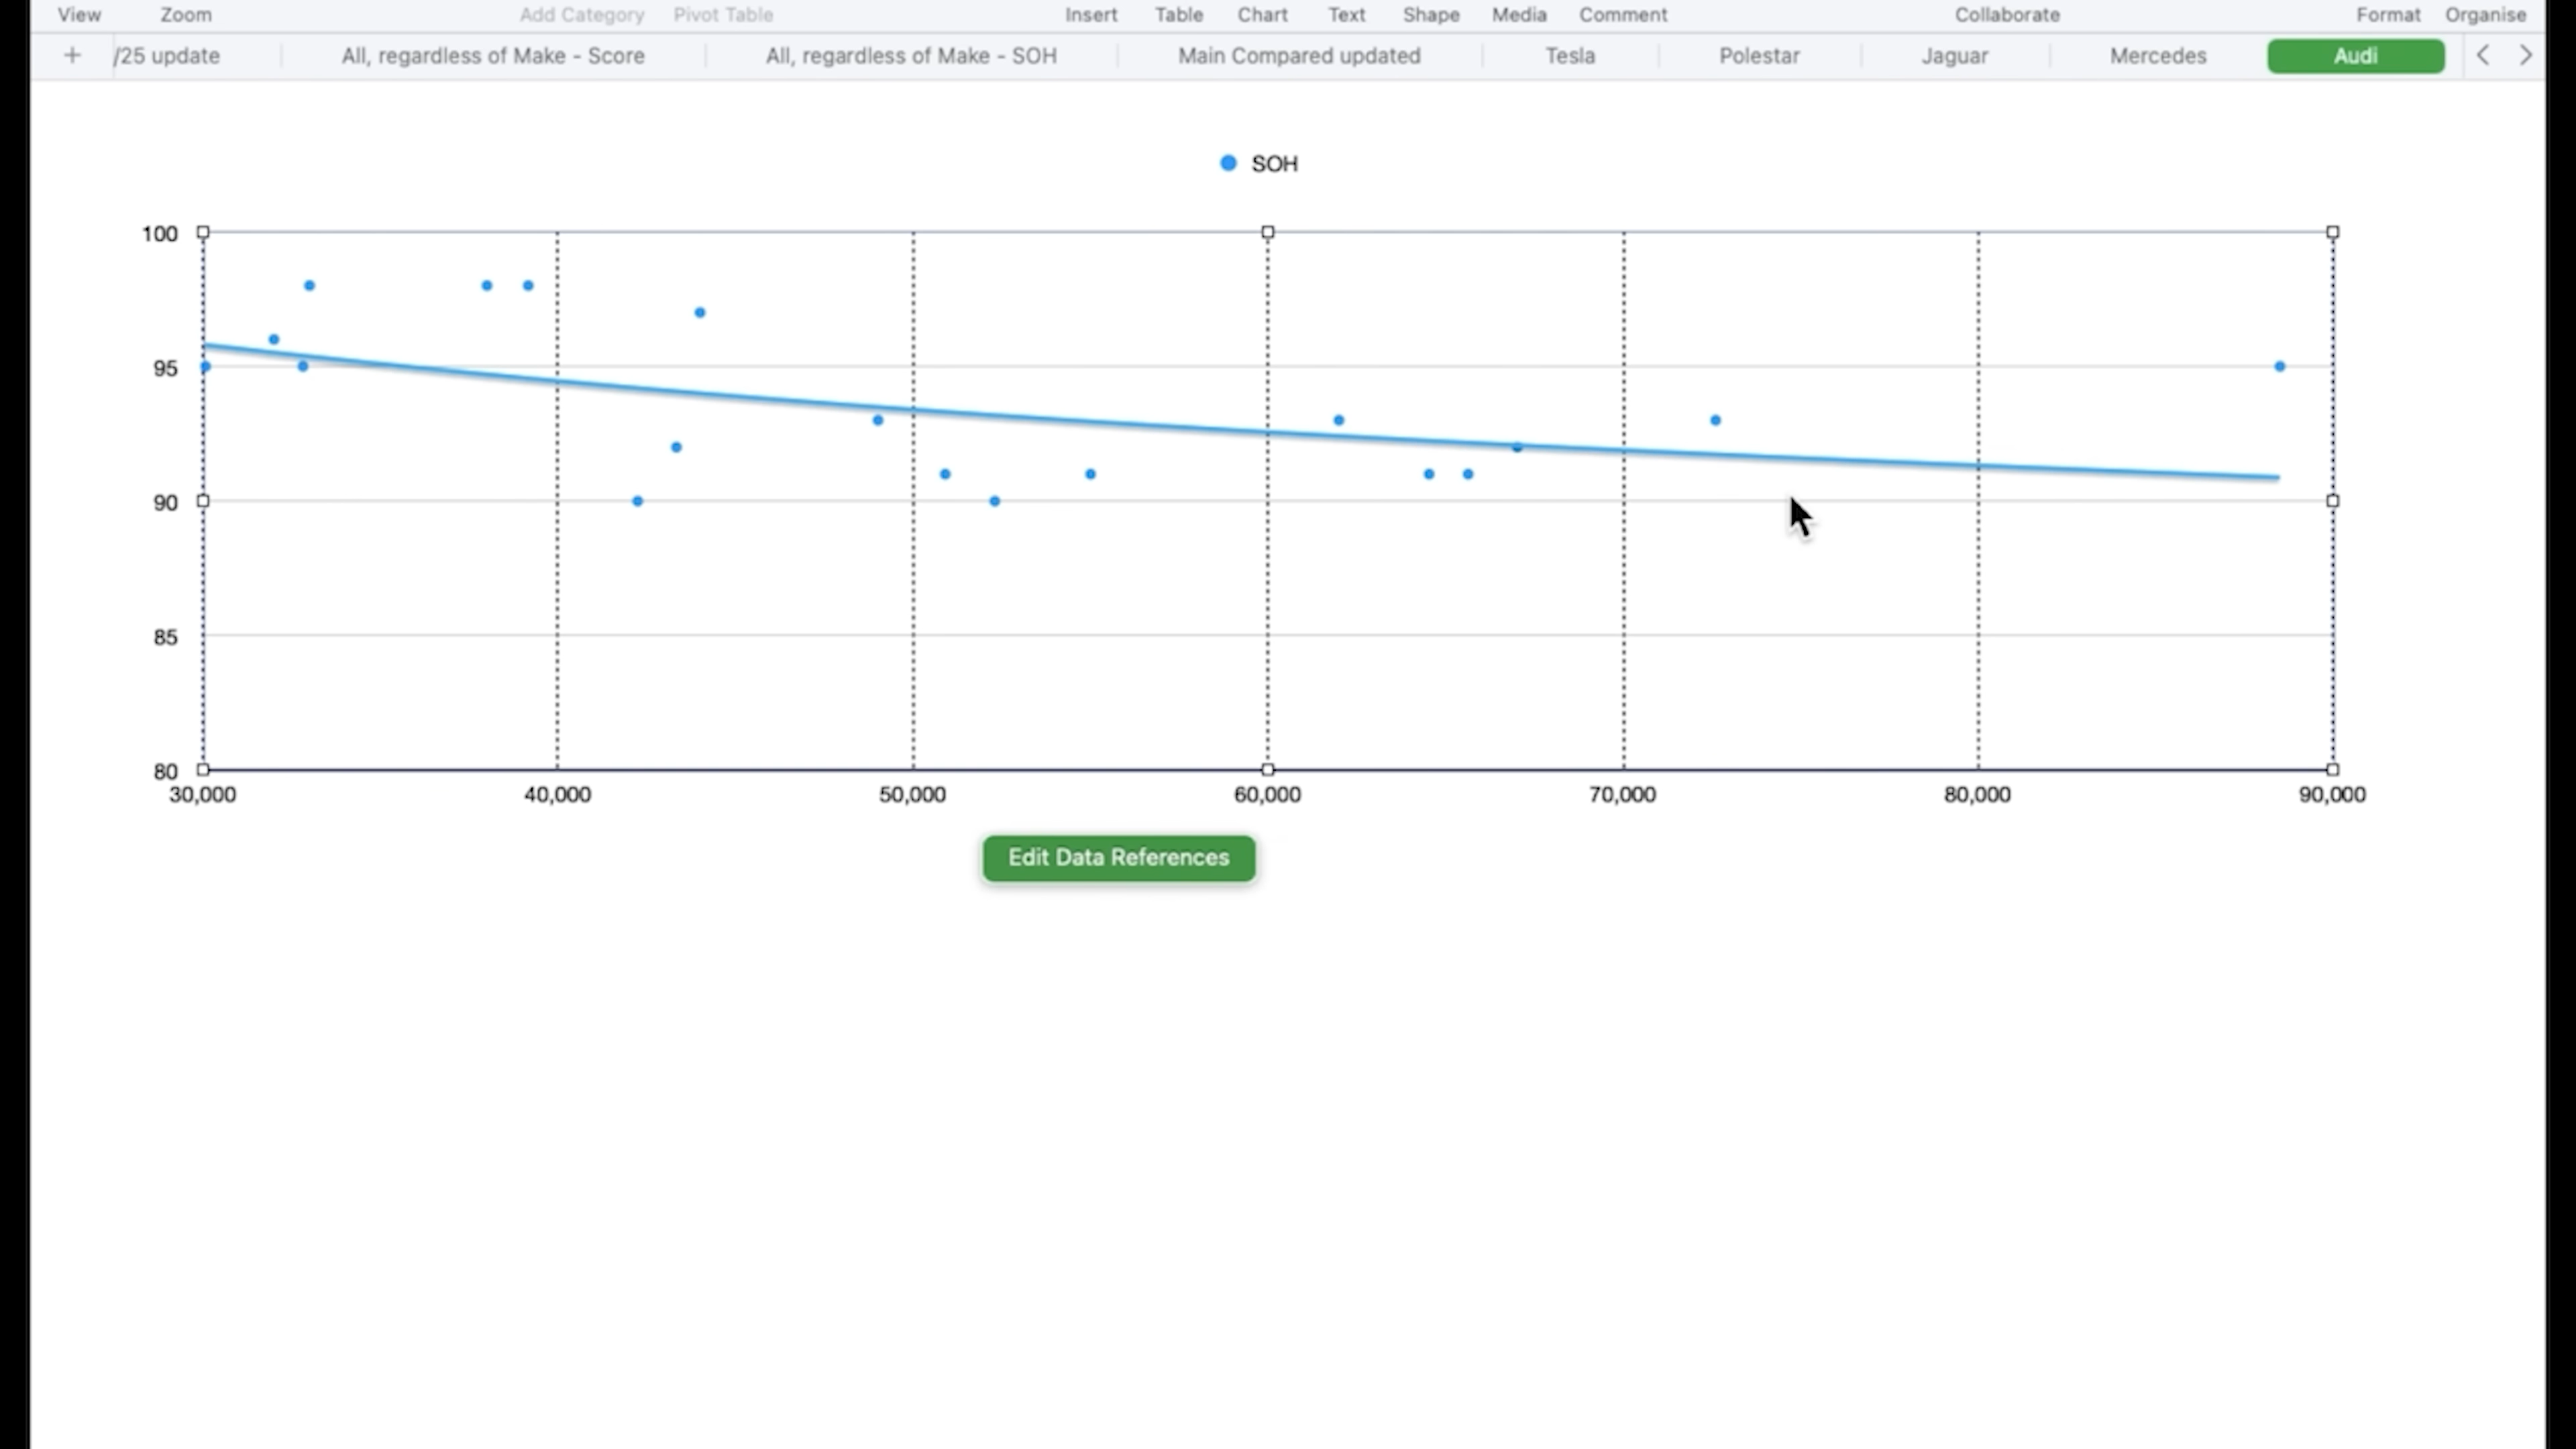 View Zoom Add Category Pivot Table Insert Table Chart Text Shape Media Comment Collaborate Format Organise
+ /25 update All, regardless of Make - Score All, regardless of Make - SOH Main Compared updated Tesla Polestar Jaguar Mercedes Audi < >
SOH
100
95
90
85
80
30,000 40,000 50,000 60,000 70,000 80,000 90,000
Edit Data References